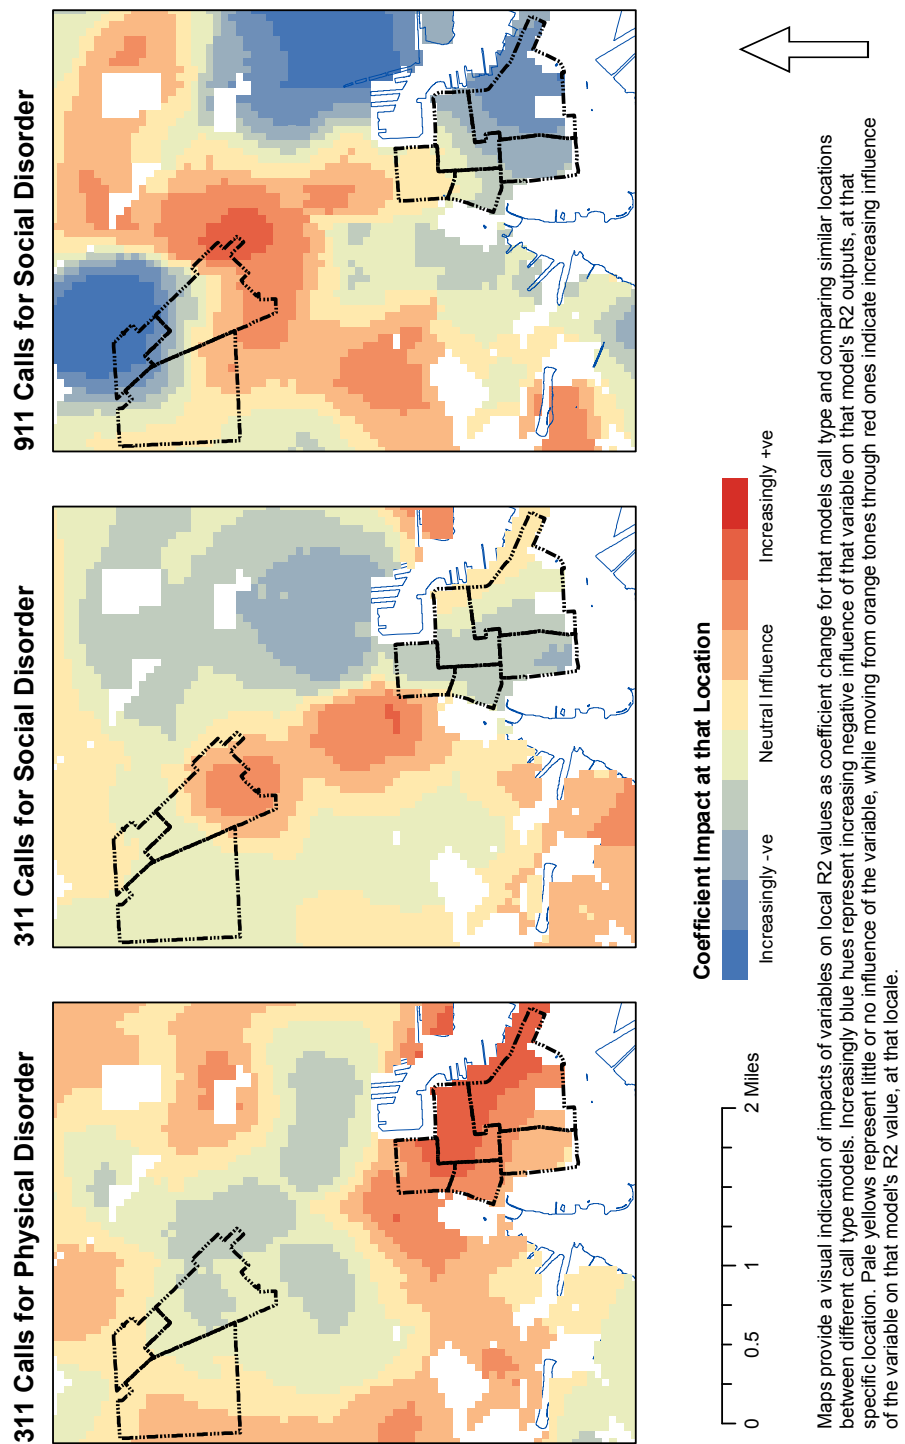 311 Calls for Physical Disorder
311 Calls for Social Disorder
911 Calls for Social Disorder
Coefficient Impact at that Location
Increasingly -ve
Neutral Influence
Increasingly +ve
0
0.5
1
2 Miles
Maps provide a visual indication of impacts of variables on local R2 values as coefficient change for that models call type and comparing similar locations
between different call type models. Increasingly blue hues represent increasing negative influence of that variable on that model's R2 outputs, at that
specific location. Pale yellows represent little or no influence of the variable, while moving from orange tones through red ones indicate increasing influence
of the variable on that model's R2 value, at that locale.